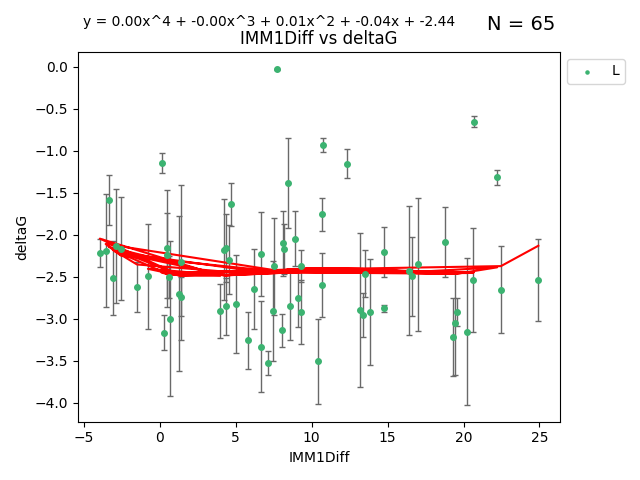 y = 0.00x^4 + -0.00x^3 + 0.01x^2 + -0.04x + -2.44
N = 65
IMM1Diff vs deltaG
L
0.0
−0.5
−1.0
−1.5
−2.0
−2.5
−3.0
−3.5
−4.0
deltaG
−5
0
5
10
15
20
25
IMM1Diff